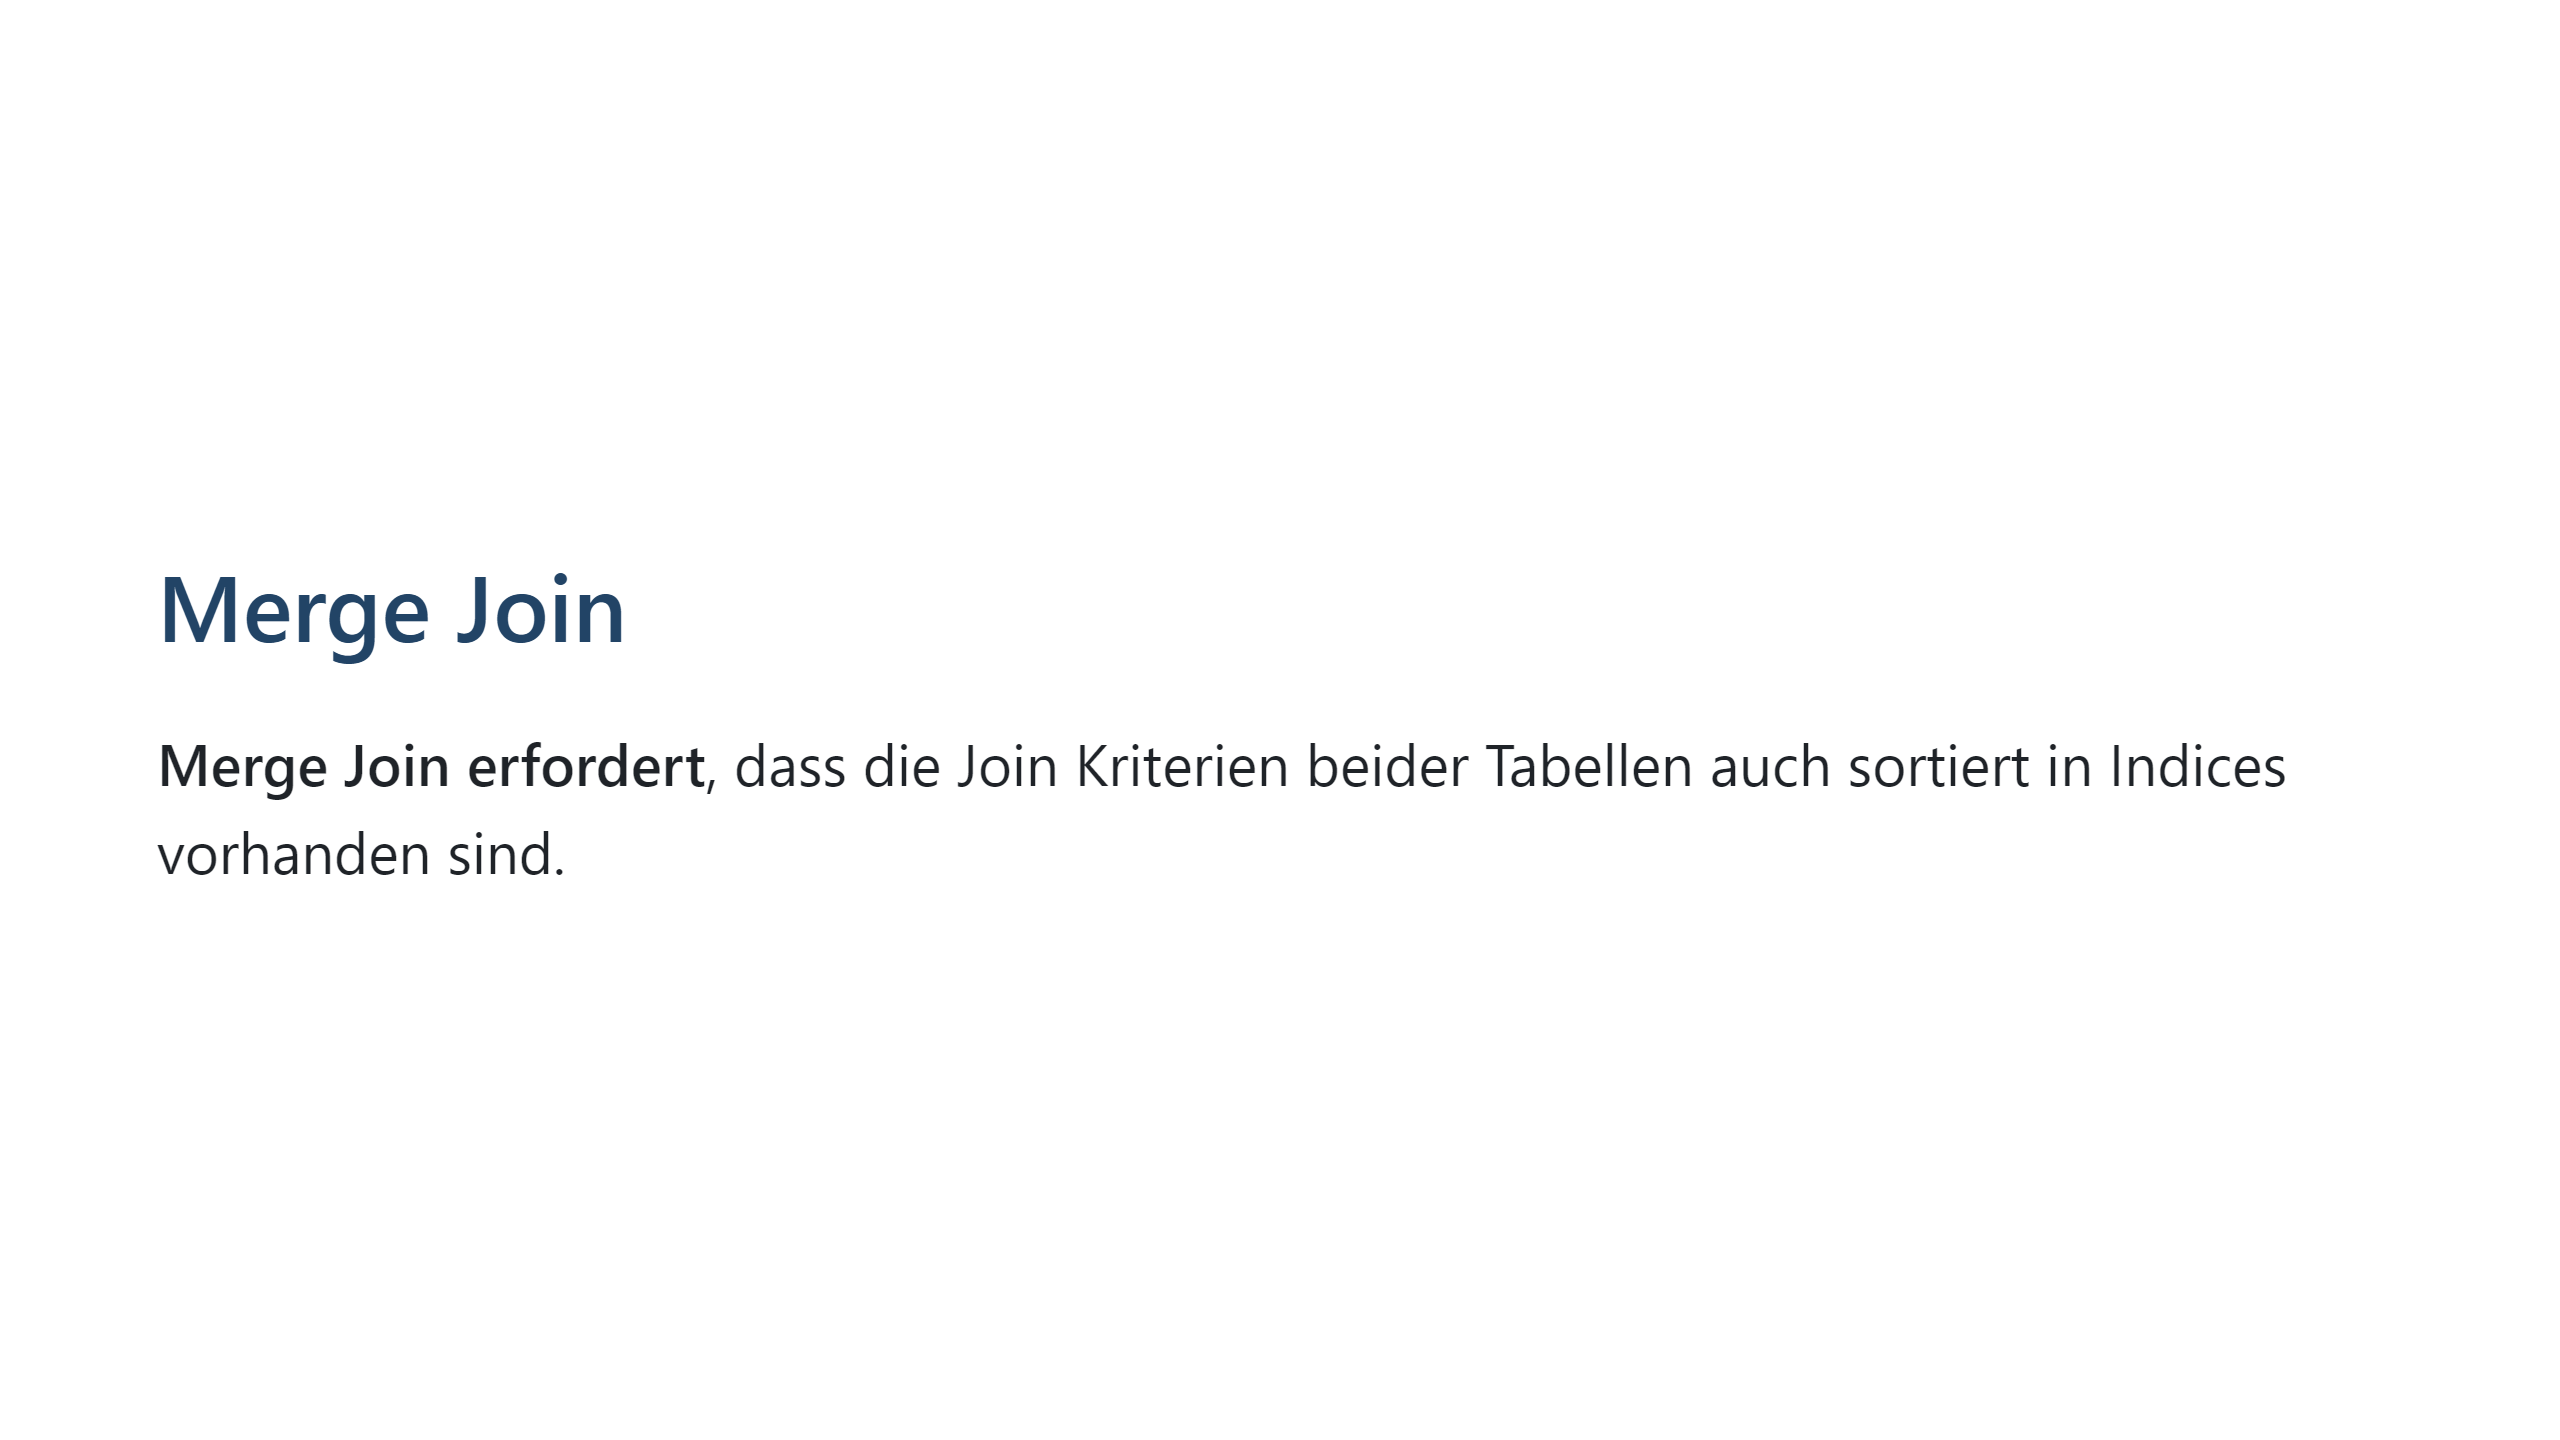 Merge Join
Merge Join erfordert, dass die Join Kriterien beider Tabellen auch sortiert in Indices
vorhanden sind.